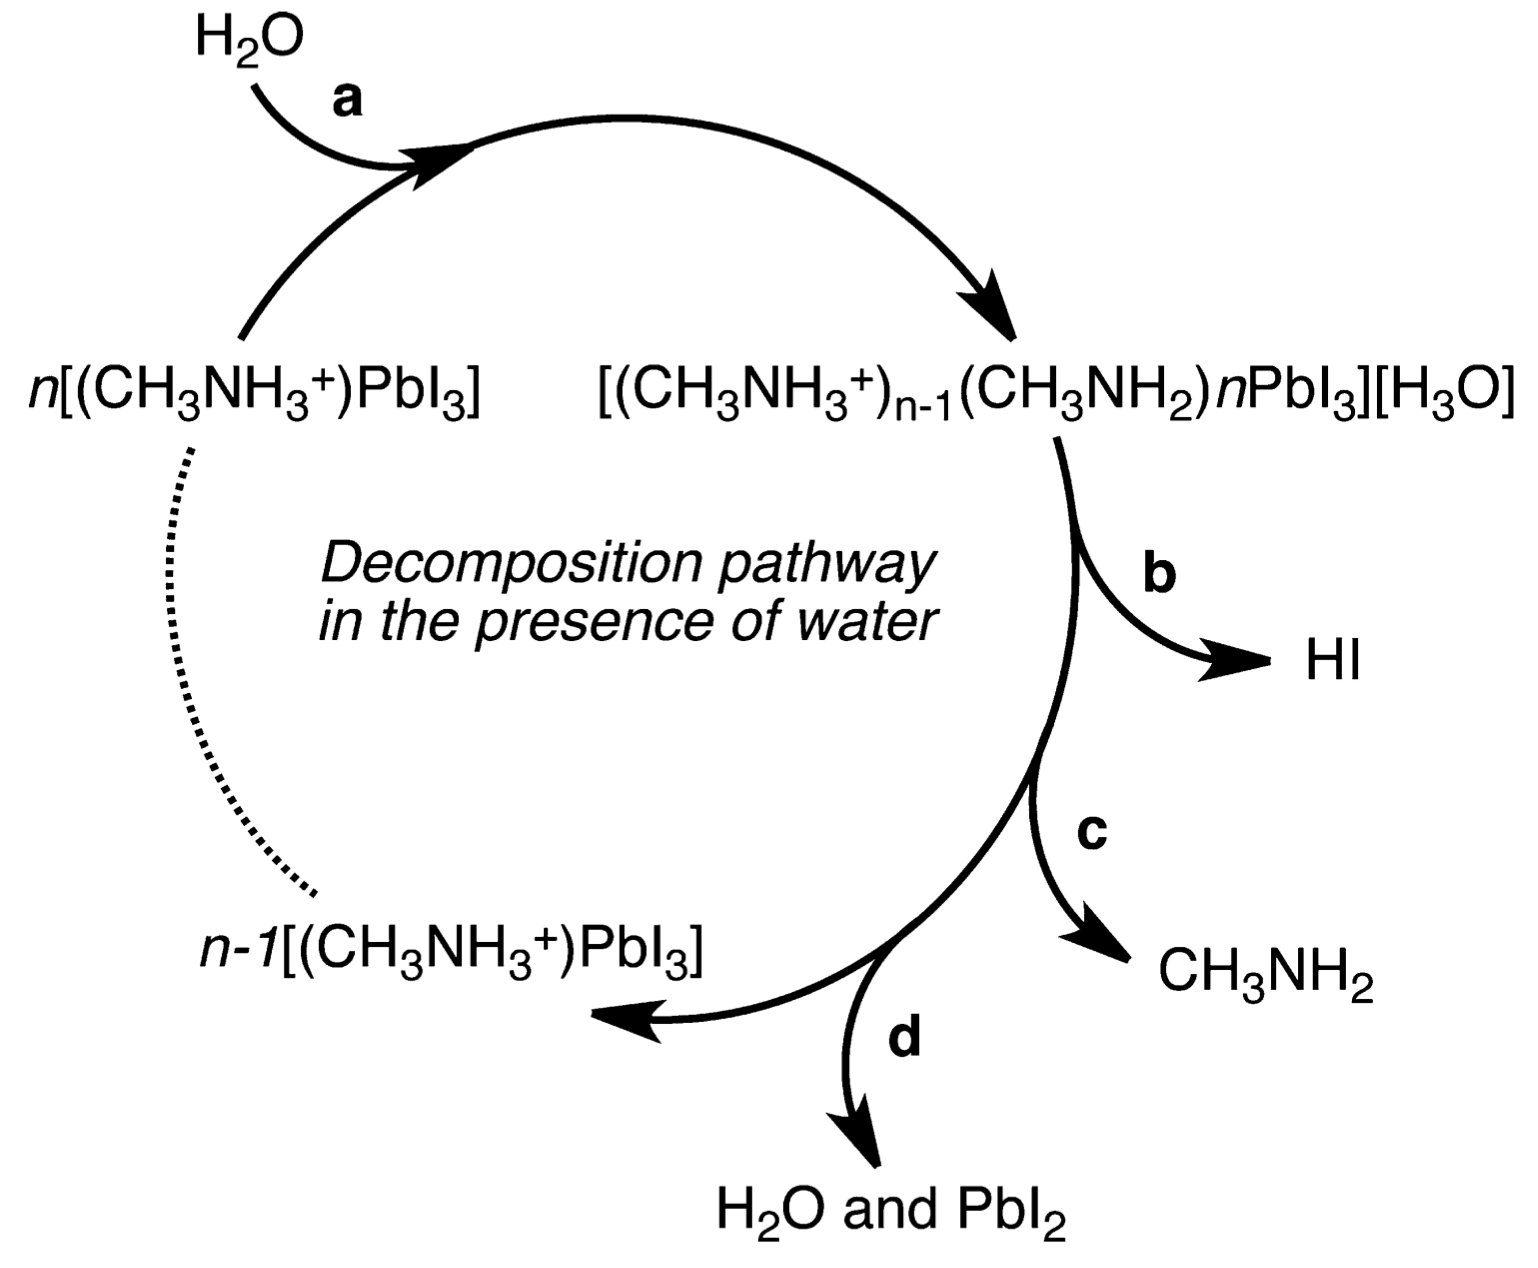 H₂O
a
n[(CH₃NH₃⁺)PbI₃]
[(CH₃NH₃⁺)ₙ₋₁(CH₃NH₂)nPbI₃][H₃O]
Decomposition pathway
in the presence of water
b
HI
c
n-1[(CH₃NH₃⁺)PbI₃]
CH₃NH₂
d
H₂O and PbI₂